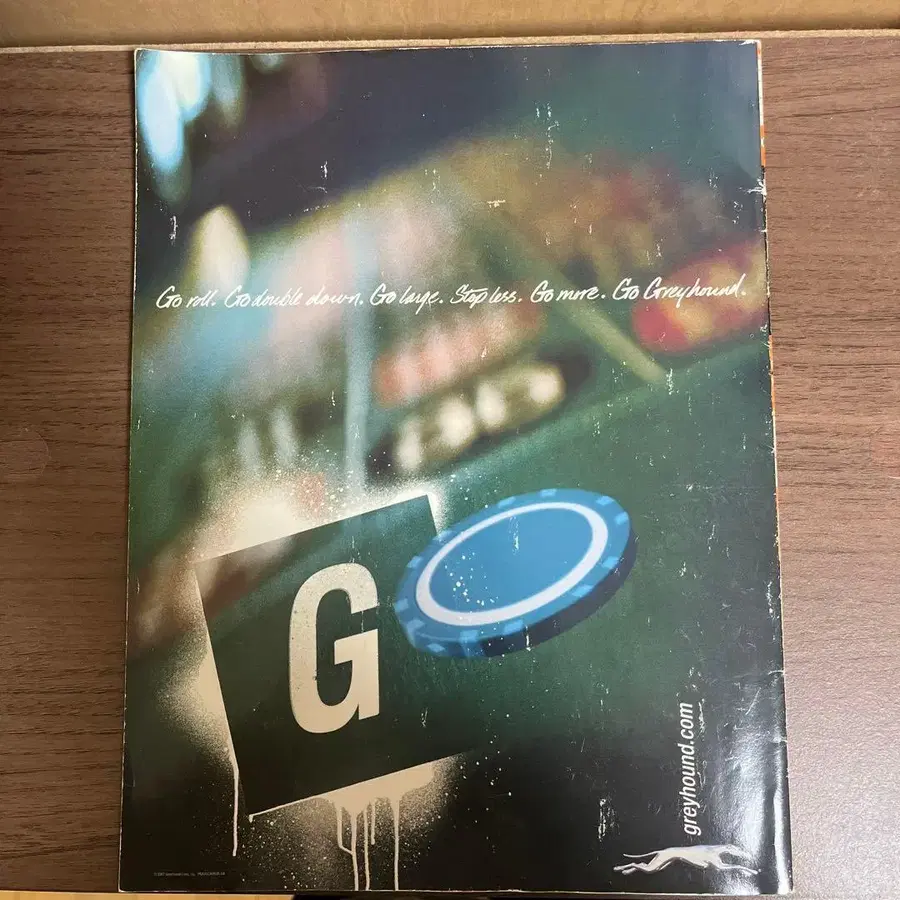 Go roll. Go double down. Go large. Stop less. Go more. Go Greyhound.
G
greyhound.com